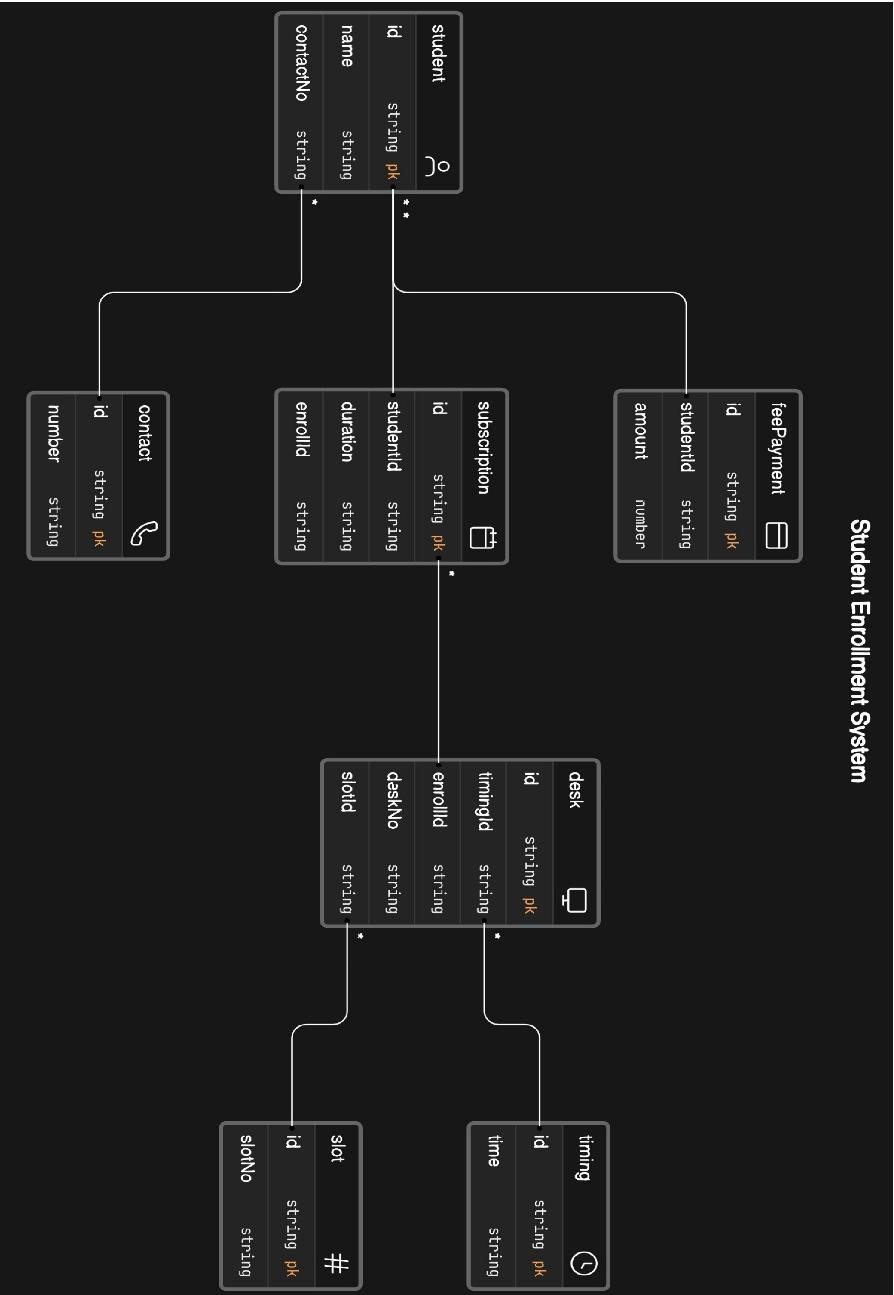 Student Enrollment System
student
id string pk
name string
contactNo string
*
* *
feePayment
id string pk
studentId string
amount number
subscription
id string pk
studentId string
duration string
enrollId string
*
contact
id string pk
number string
desk
id string pk
timingId string
enrollId string
daskNo string
slotId string
*
*
timing
id string pk
time string
slot
#
id string pk
slotNo string